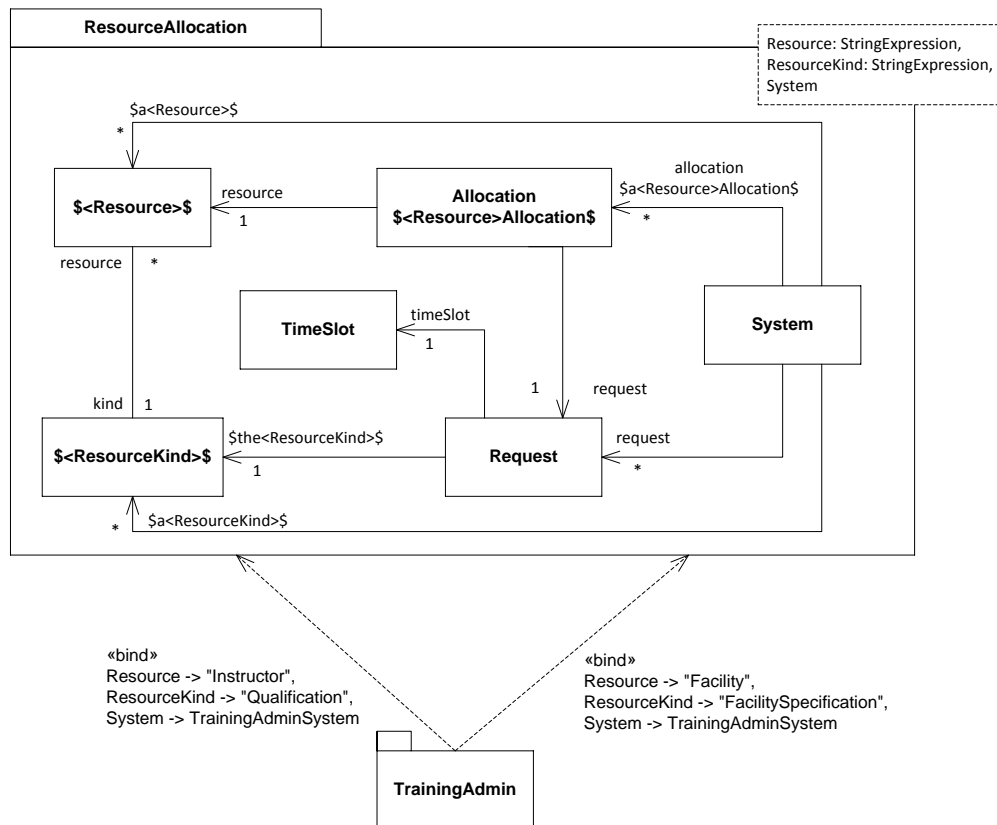 ResourceAllocation
Resource: StringExpression,
ResourceKind: StringExpression,
System
$a<Resource>$
*
$<Resource>$
resource
1
Allocation
$<Resource>Allocation$
allocation
$a<Resource>Allocation$
*
resource
*
TimeSlot
timeSlot
1
System
kind
1
1
request
$<ResourceKind>$
$the<ResourceKind>$
1
Request
request
*
*
$a<ResourceKind>$
«bind»
Resource -> "Instructor",
ResourceKind -> "Qualification",
System -> TrainingAdminSystem
«bind»
Resource -> "Facility",
ResourceKind -> "FacilitySpecification",
System -> TrainingAdminSystem
TrainingAdmin